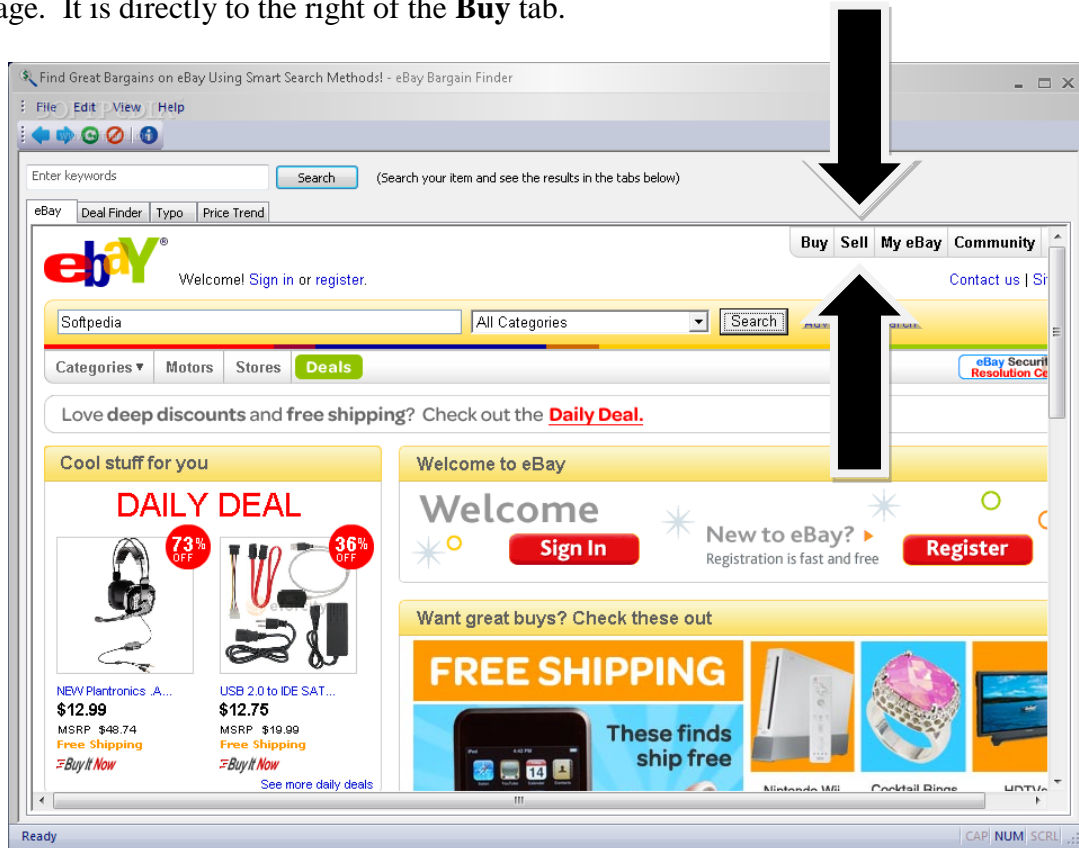 age. It is directly to the right of the Buy tab.
Find Great Bargains on eBay Using Smart Search Methods! - eBay Bargain Finder
File Edit View Help
SOFTPEDIA
Enter keywords Search (Search your item and see the results in the tabs below)
eBay Deal Finder Typo Price Trend
Buy Sell My eBay Community
ebaY®
Welcome! Sign in or register.
Contact us |
Softpedia All Categories Search
Categories▼ Motors Stores Deals
eBay Securit
Resolution Ce
Love deep discounts and free shipping? Check out the Daily Deal.
Cool stuff for you
DAILY DEAL
73% OFF 36% OFF
NEW Plantronics .A... USB 2.0 to IDE SAT...
$12.99 $12.75
MSRP $48.74 MSRP $19.99
Free Shipping Free Shipping
Buy It Now Buy It Now
See more daily deals
Welcome to eBay
Welcome
Sign In
New to eBay?
Registration is fast and free
Register
Want great buys? Check these out
FREE SHIPPING
These finds
ship free
Nintendo Wii Cocktail Rings HDTVs
Ready CAP NUM SCRL